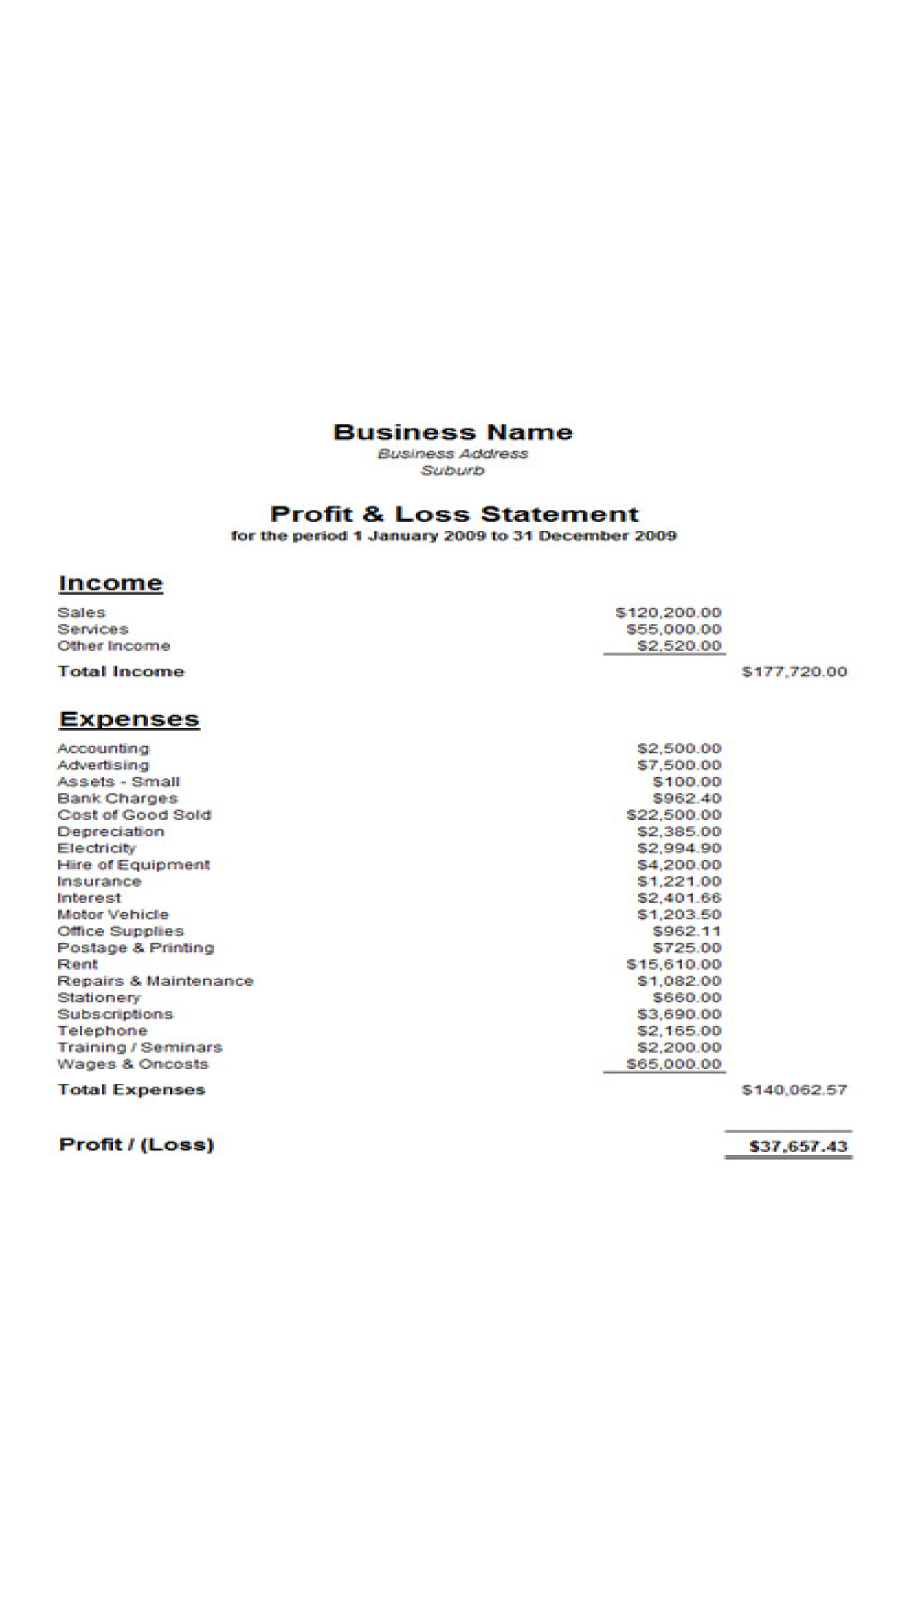 Business Name
Business Address
Suburb
Profit & Loss Statement
for the period 1 January 2009 to 31 December 2009
Income
Sales $120,200.00
Services $55,000.00
Other Income $2,520.00
Total Income $177,720.00
Expenses
Accounting $2,500.00
Advertising $7,500.00
Assets - Small $100.00
Bank Charges $962.40
Cost of Good Sold $22,500.00
Depreciation $2,385.00
Electricity $2,994.90
Hire of Equipment $4,200.00
Insurance $1,221.00
Interest $2,401.66
Motor Vehicle $1,203.50
Office Supplies $962.11
Postage & Printing $725.00
Rent $15,610.00
Repairs & Maintenance $1,082.00
Stationery $660.00
Subscriptions $3,690.00
Telephone $2,165.00
Training / Seminars $2,200.00
Wages & Oncosts $65,000.00
Total Expenses $140,062.57
Profit / (Loss) $37,657.43